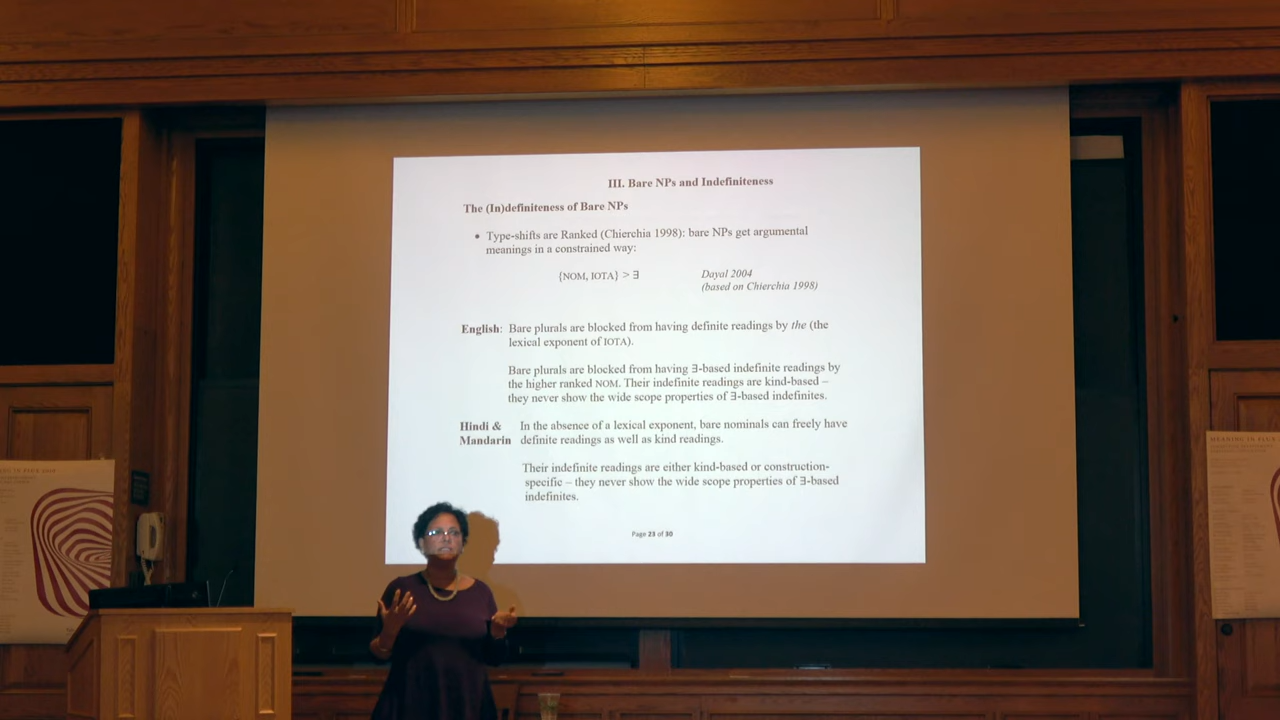 III. Bare NPs and Indefiniteness
The (In)definiteness of Bare NPs
• Type-shifts are Ranked (Chierchia 1998): bare NPs get argumental
meanings in a constrained way:
{NOM, IOTA} > ∃ Dayal 2004
(based on Chierchia 1998)
English: Bare plurals are blocked from having definite readings by the (the
lexical exponent of IOTA).
Bare plurals are blocked from having ∃-based indefinite readings by
the higher ranked NOM. Their indefinite readings are kind-based –
they never show the wide scope properties of ∃-based indefinites.
Hindi & In the absence of a lexical exponent, bare nominals can freely have
Mandarin definite readings as well as kind readings.
Their indefinite readings are either kind-based or construction-
specific – they never show the wide scope properties of ∃-based
indefinites.
Page 23 of 30